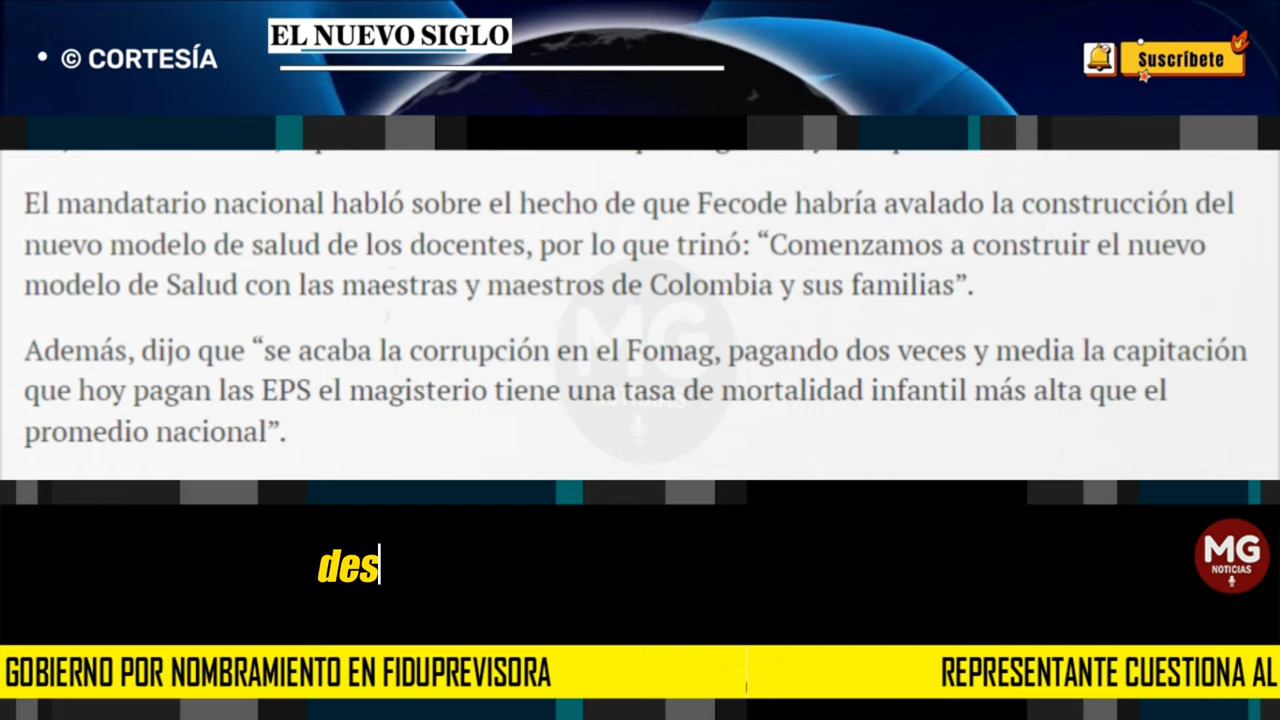 • © CORTESÍA
EL NUEVO SIGLO
Suscríbete
El mandatario nacional habló sobre el hecho de que Fecode habría avalado la construcción del
nuevo modelo de salud de los docentes, por lo que trinó: “Comenzamos a construir el nuevo
modelo de Salud con las maestras y maestros de Colombia y sus familias”.
Además, dijo que “se acaba la corrupción en el Fomag, pagando dos veces y media la capitación
que hoy pagan las EPS el magisterio tiene una tasa de mortalidad infantil más alta que el
promedio nacional”.
MG
NOTICIAS
des
MG
NOTICIAS
GOBIERNO POR NOMBRAMIENTO EN FIDUPREVISORA
REPRESENTANTE CUESTIONA AL